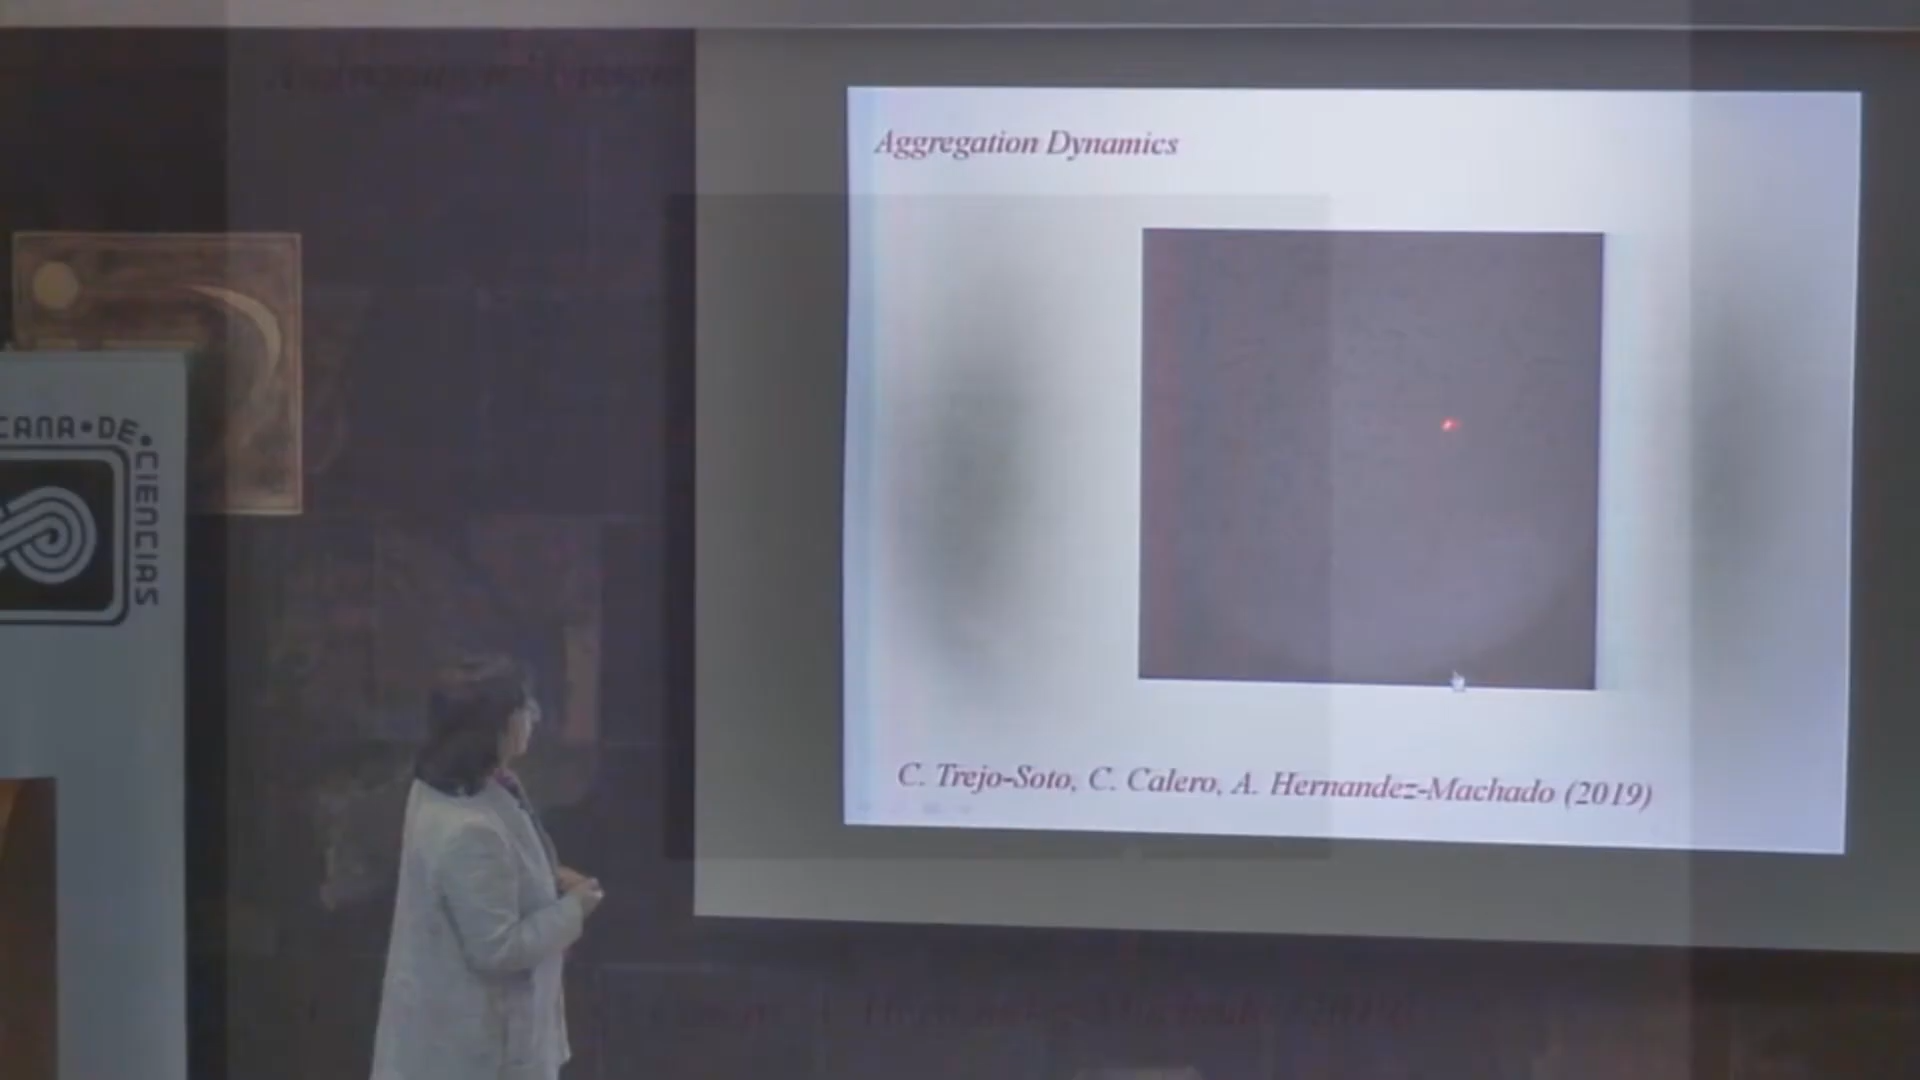 Aggregation Dynamics
CANA•DE•
CIENCIAS
C. Trejo-Soto, C. Calero, A. Hernandez-Machado (2019)